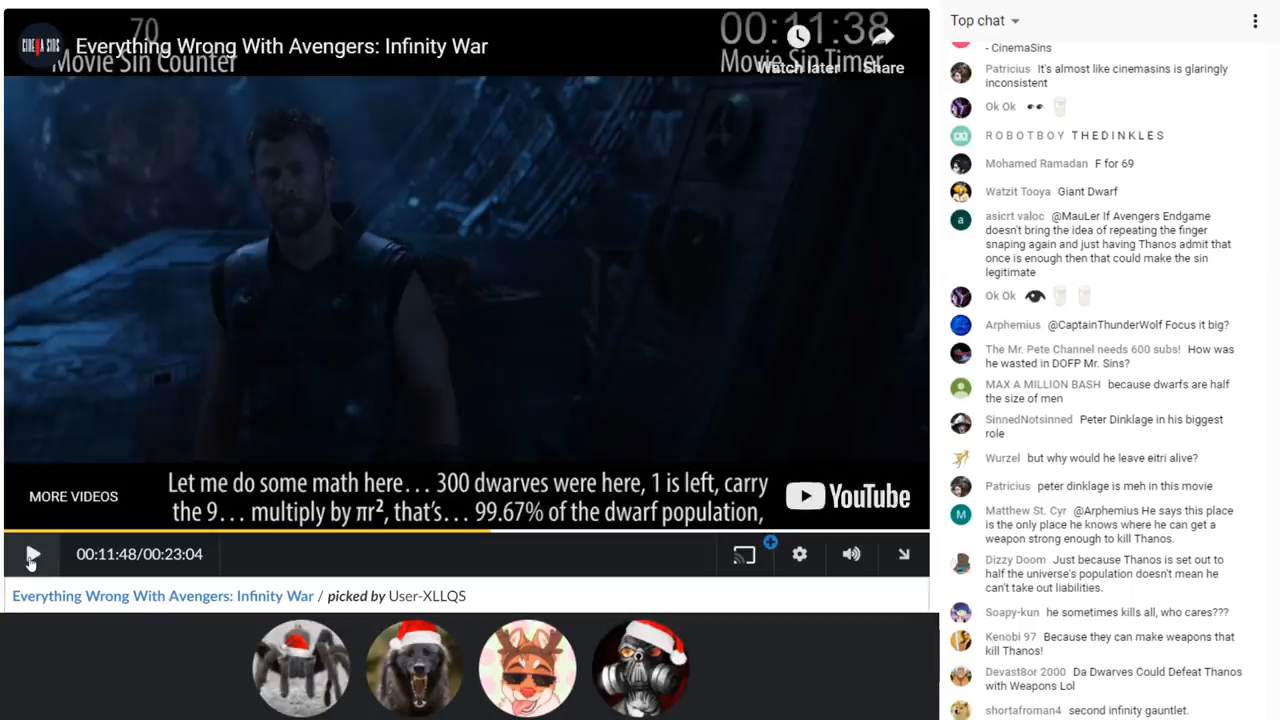 70
Movie Sin Counter
Everything Wrong With Avengers: Infinity War
00:11:38
Movie Sin Timer
Watch later
Share
CINEMA SINS
MORE VIDEOS
Let me do some math here… 300 dwarves were here, 1 is left, carry
the 9… multiply by πr², that's… 99.67% of the dwarf population,
YouTube
00:11:48/00:23:04
Everything Wrong With Avengers: Infinity War / picked by User-XLLQS
Top chat
- CinemaSins
Patricius It's almost like cinemasins is glaringly
inconsistent
Ok Ok
R O B O T B O Y T H E D I N K L E S
Mohamed Ramadan F for 69
Watzit Tooya Giant Dwarf
a
asicrt valoc @MauLer If Avengers Endgame
doesn't bring the idea of repeating the finger
snaping again and just having Thanos admit that
once is enough then that could make the sin
legitimate
Ok Ok
Arphemius @CaptainThunderWolf Focus it big?
The Mr. Pete Channel needs 600 subs! How was
he wasted in DOFP Mr. Sins?
MAX A MILLION BASH because dwarfs are half
the size of men
SinnedNotsinned Peter Dinklage in his biggest
role
Wurzel but why would he leave eitri alive?
Patricius peter dinklage is meh in this movie
M
Matthew St. Cyr @Arphemius He says this place
is the only place he knows where he can get a
weapon strong enough to kill Thanos.
Dizzy Doom Just because Thanos is set out to
half the universe's population doesn't mean he
can't take out liabilities.
Soapy-kun he sometimes kills all, who cares???
Kenobi 97 Because they can make weapons that
kill Thanos!
Devast8or 2000 Da Dwarves Could Defeat Thanos
with Weapons Lol
shortafroman4 second infinity gauntlet.